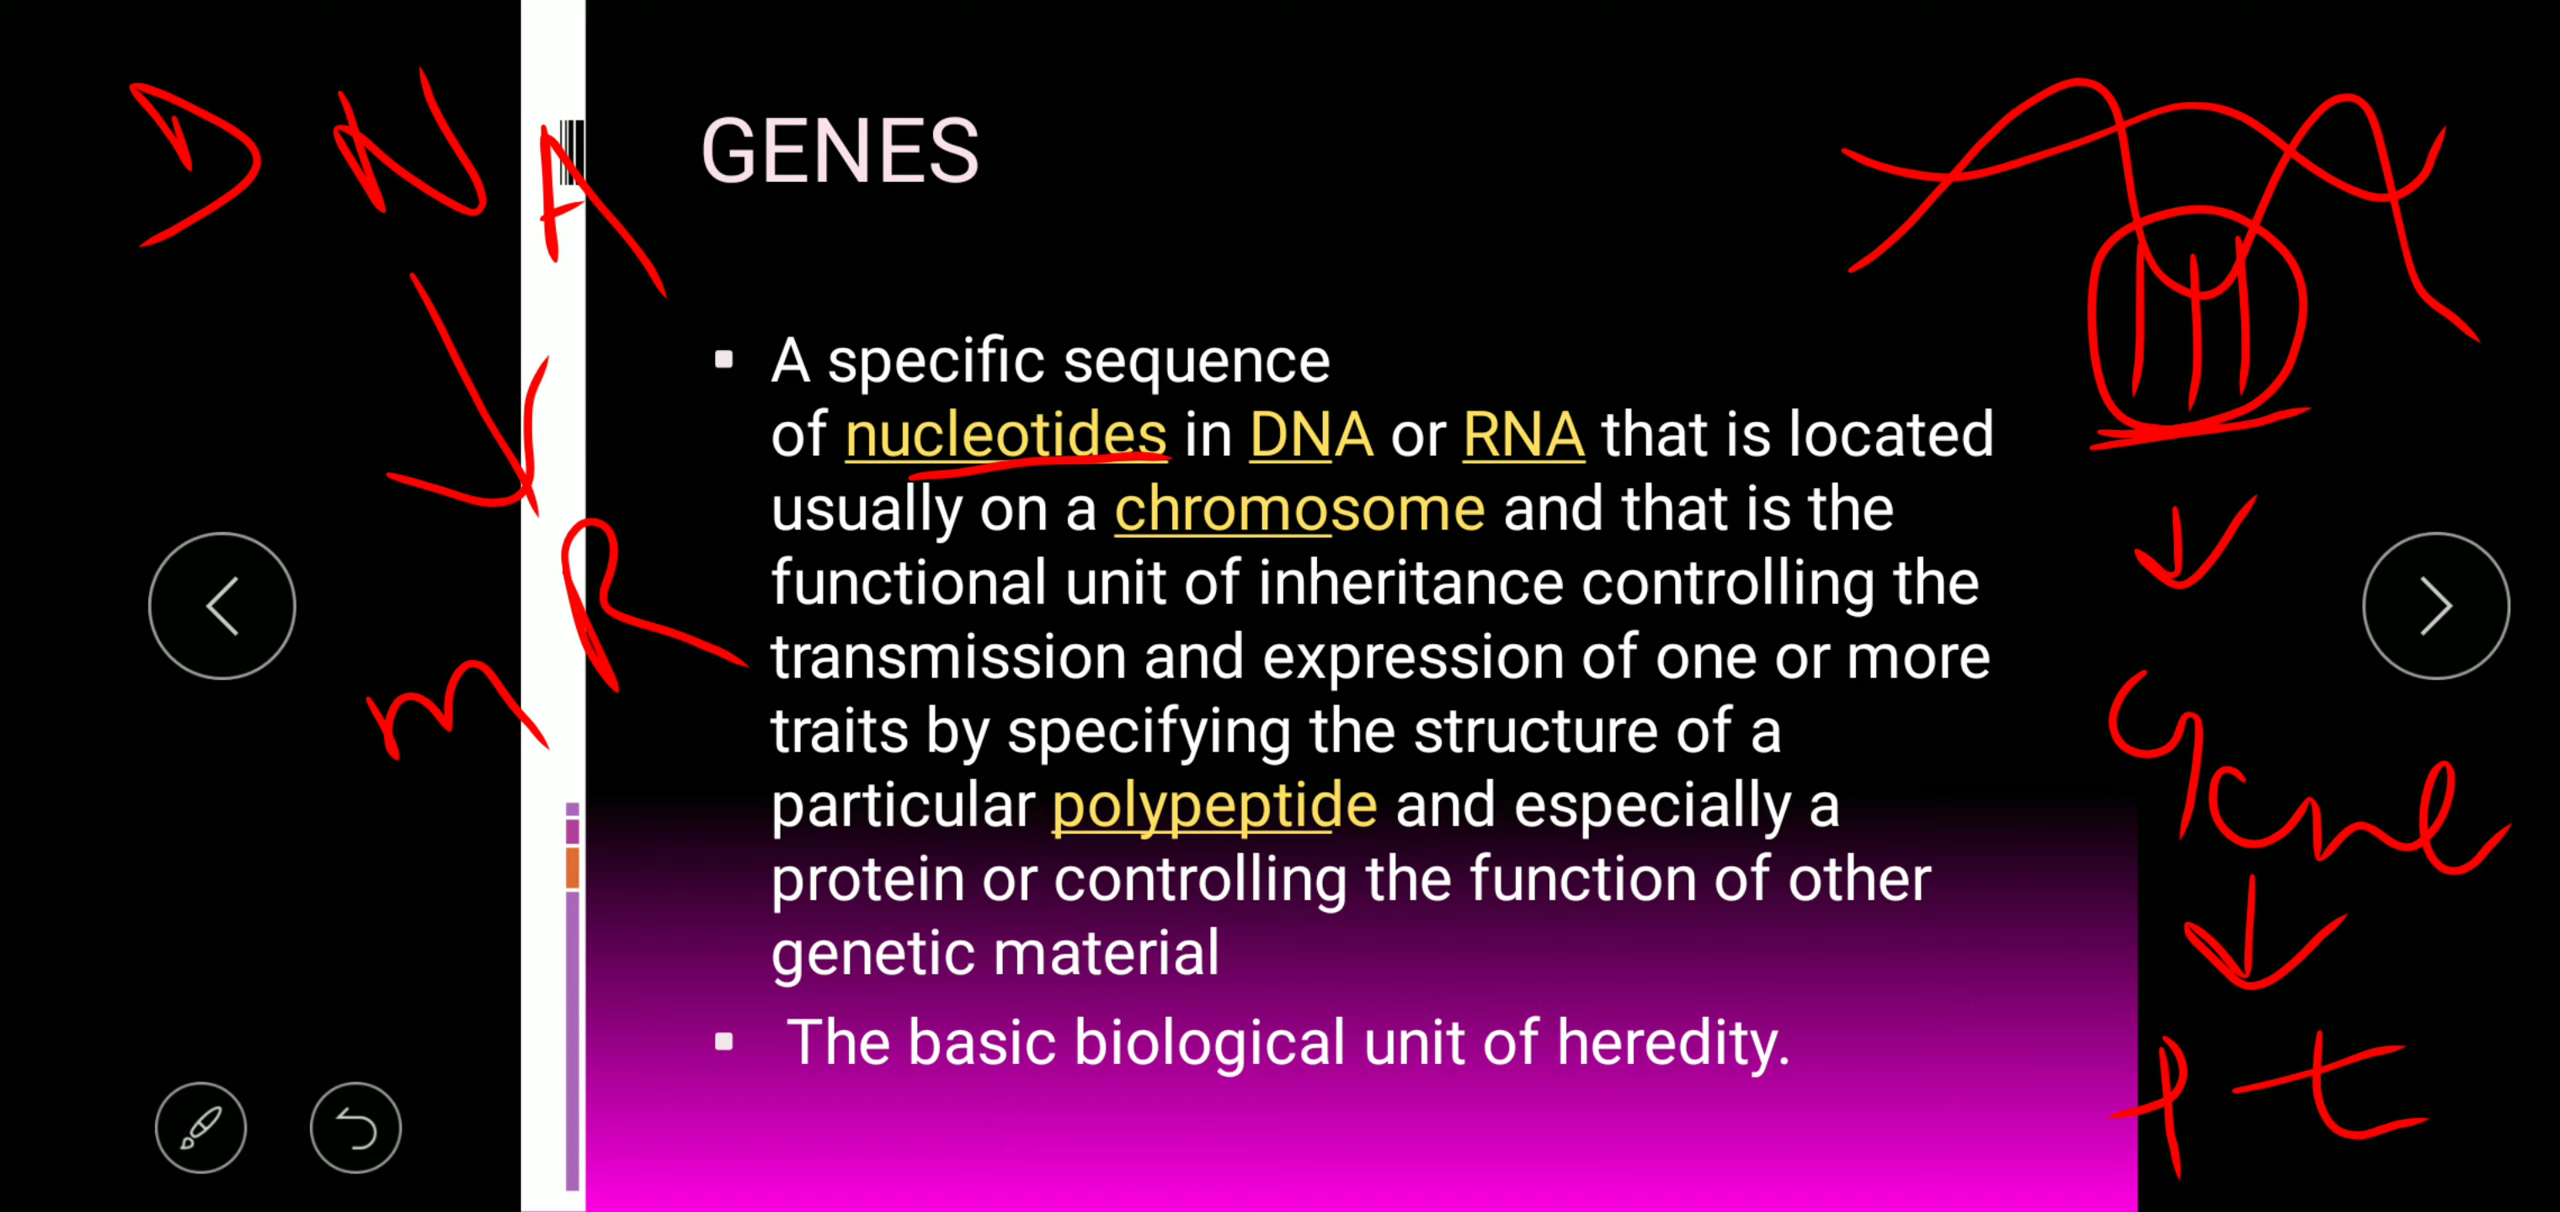 DNA
GENES
A specific sequence
of nucleotides in DNA or RNA that is located
usually on a chromosome and that is the
functional unit of inheritance controlling the
transmission and expression of one or more
traits by specifying the structure of a
particular polypeptide and especially a
protein or controlling the function of other
genetic material
The basic biological unit of heredity.
mR
Gene